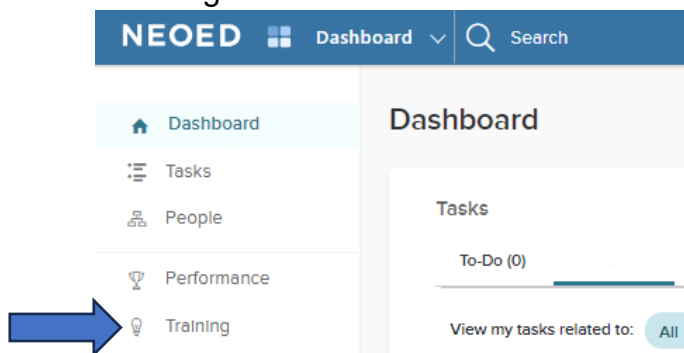 NEOED Dashboard Search
Dashboard
Tasks
People
Performance
Training
Dashboard
Tasks
To-Do (0)
View my tasks related to: All